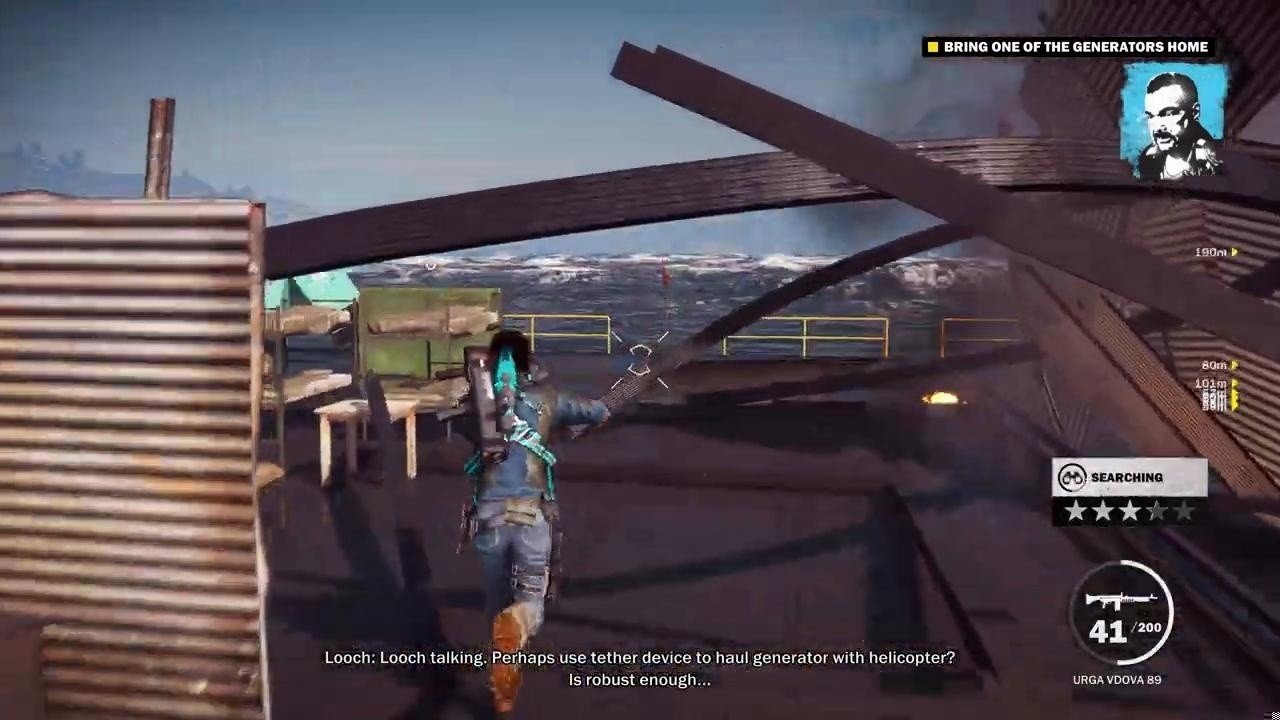 BRING ONE OF THE GENERATORS HOME
190m
80m
101m
SEARCHING
41 /200
URGA VDOVA 89
Looch: Looch talking. Perhaps use tether device to haul generator with helicopter?
Is robust enough...